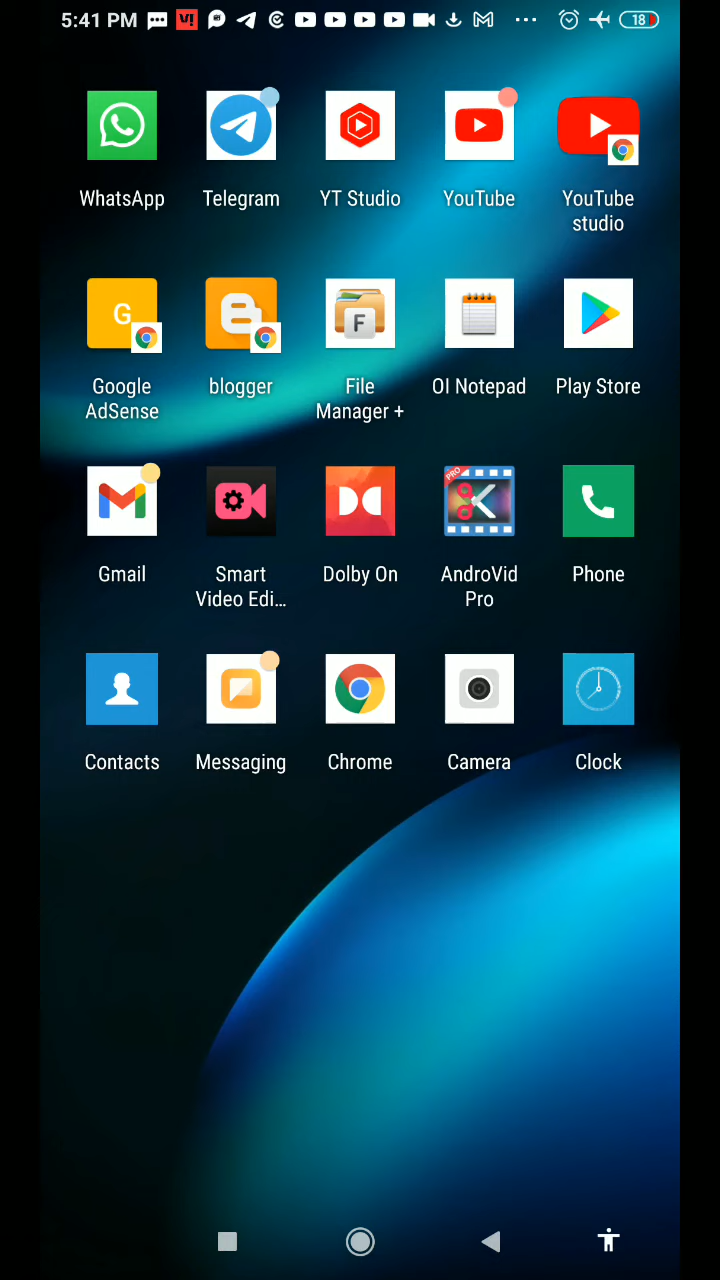 5:41 PM
18
WhatsApp
Telegram
YT Studio
YouTube
YouTube
studio
G
Google
AdSense
blogger
F
File
Manager +
OI Notepad
Play Store
Gmail
Smart
Video Edi...
Dolby On
PRO
AndroVid
Pro
Phone
Contacts
Messaging
Chrome
Camera
Clock